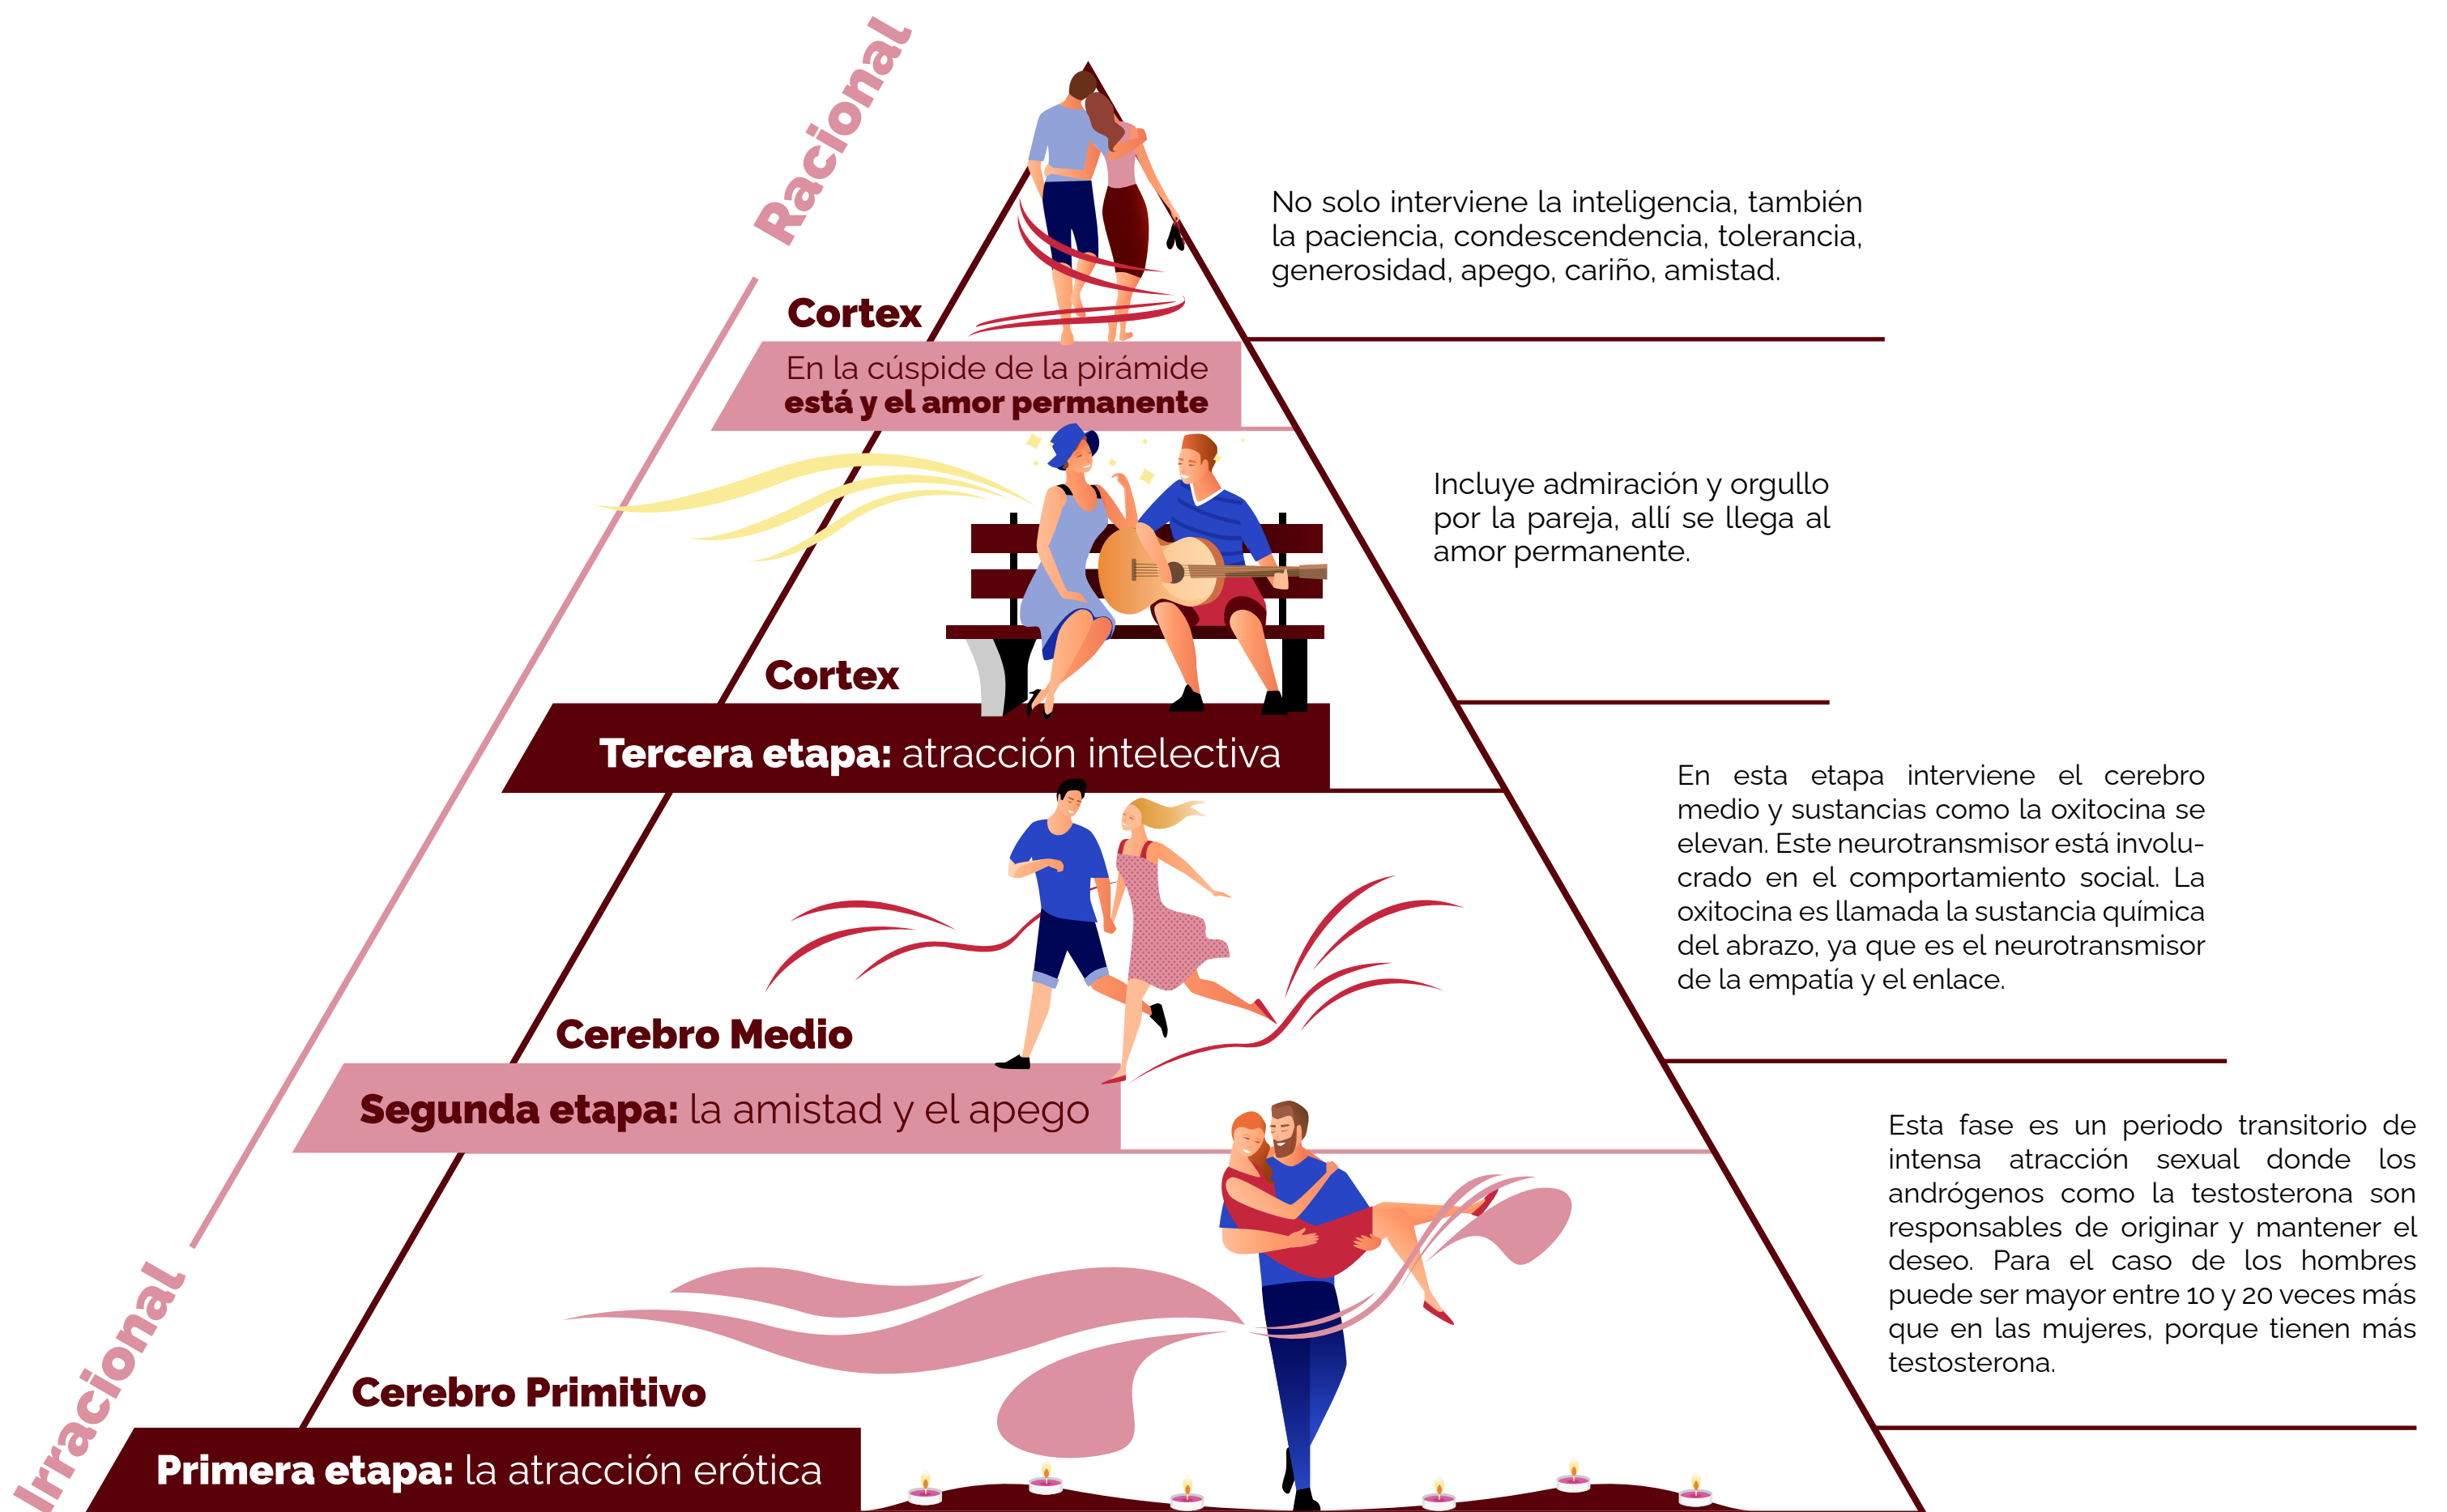 Racional
No solo interviene la inteligencia, también
la paciencia, condescendencia, tolerancia,
generosidad, apego, cariño, amistad.
Cortex
En la cúspide de la pirámide
está y el amor permanente
Incluye admiración y orgullo
por la pareja, allí se llega al
amor permanente.
Cortex
Tercera etapa: atracción intelectiva
En esta etapa interviene el cerebro
medio y sustancias como la oxitocina se
elevan. Este neurotransmisor está involu-
crado en el comportamiento social. La
oxitocina es llamada la sustancia química
del abrazo, ya que es el neurotransmisor
de la empatía y el enlace.
Cerebro Medio
Segunda etapa: la amistad y el apego
Esta fase es un periodo transitorio de
intensa atracción sexual donde los
andrógenos como la testosterona son
responsables de originar y mantener el
deseo. Para el caso de los hombres
puede ser mayor entre 10 y 20 veces más
que en las mujeres, porque tienen más
testosterona.
Cerebro Primitivo
Primera etapa: la atracción erótica
Irracional